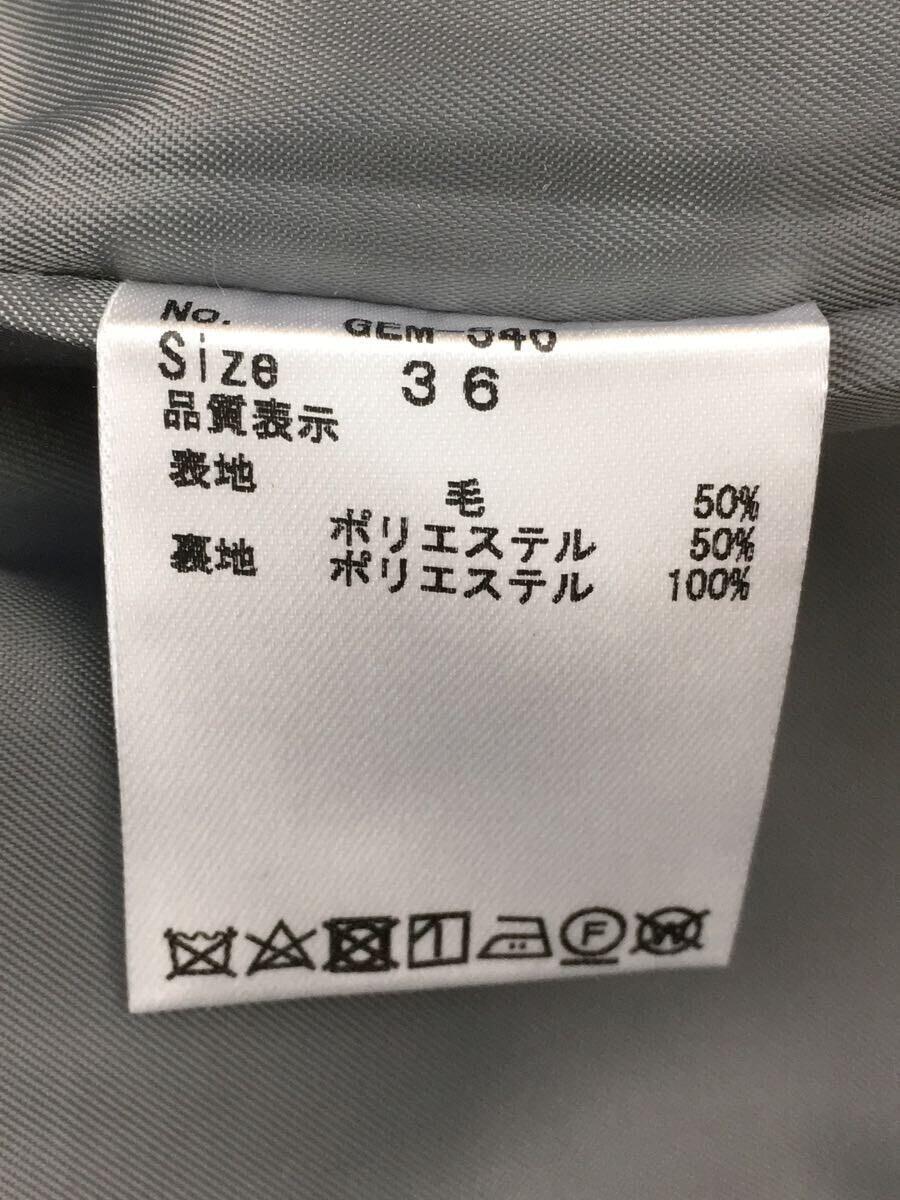 No.
Size 36
品質表示
表地
毛 50%
ポリエステル 50%
裏地 ポリエステル 100%
F
W